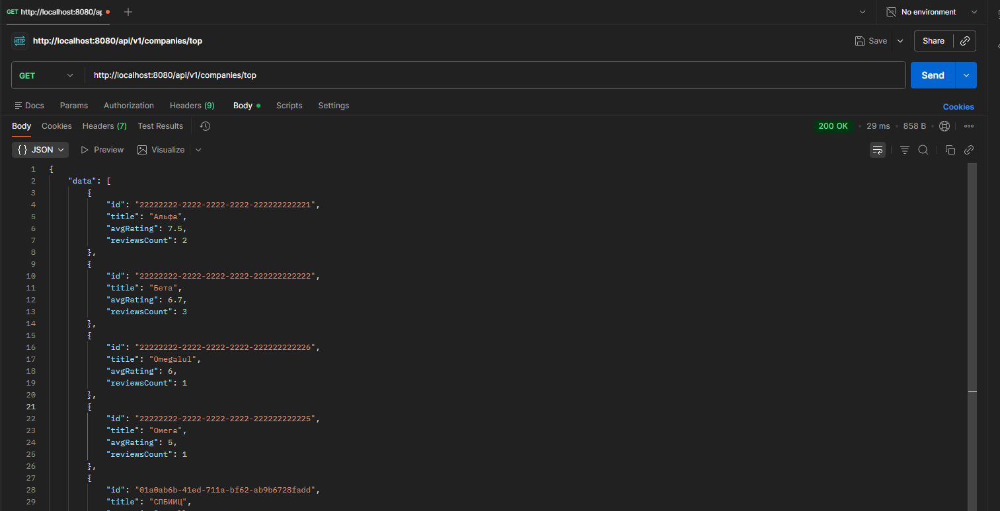 GET http://localhost:8080/ap
No environment
HTTP http://localhost:8080/api/v1/companies/top
Save
Share
GET
http://localhost:8080/api/v1/companies/top
Send
Docs Params Authorization Headers (9) Body Scripts Settings
Cookies
Body Cookies Headers (7) Test Results
200 OK 29 ms 858 B
{} JSON Preview Visualize
1 {
2 "data": [
3 {
4 "id": "22222222-2222-2222-2222-222222222221",
5 "title": "Альфа",
6 "avgRating": 7.5,
7 "reviewsCount": 2
8 },
9 {
10 "id": "22222222-2222-2222-2222-222222222222",
11 "title": "Бета",
12 "avgRating": 6.7,
13 "reviewsCount": 3
14 },
15 {
16 "id": "22222222-2222-2222-2222-222222222226",
17 "title": "Omegalul",
18 "avgRating": 6,
19 "reviewsCount": 1
20 },
21 {
22 "id": "22222222-2222-2222-2222-222222222225",
23 "title": "Омега",
24 "avgRating": 5,
25 "reviewsCount": 1
26 },
27 {
28 "id": "01a0ab6b-41ed-711a-bf62-ab9b6728fadd",
29 "title": "СПБИИЦ",